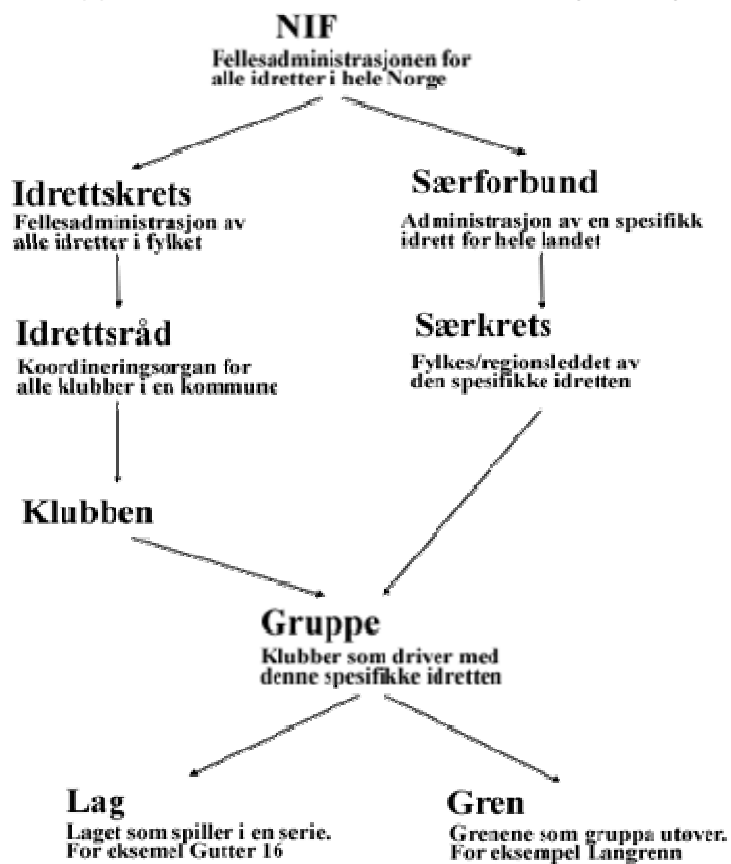 NIF
Fellesadministrasjonen for
alle idretter i hele Norge
Idrettskrets
Fellesadministrasjon av
alle idretter i fylket
Særforbund
Administrasjon av en spesifikk
idrett for hele landet
Idrettsråd
Koordineringsorgan for
alle klubber i en kommune
Særkrets
Fylkes/regionsleddet av
den spesifikke idretten
Klubben
Gruppe
Klubber som driver med
denne spesifikke idretten
Lag
Laget som spiller i en serie.
For eksemel Gutter 16
Gren
Grenene som gruppa utøver.
For eksempel Langrenn